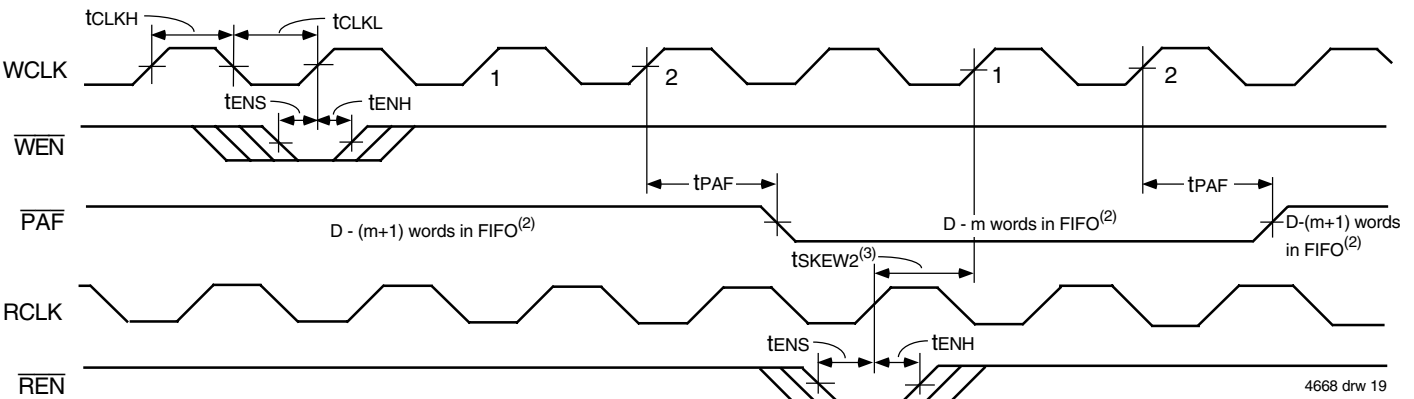 tCLKH
tCLKL
WCLK
1
2
1
2
tENS
tENH
WEN
tPAF
tPAF
PAF
D - (m+1) words in FIFO(2)
D - m words in FIFO(2)
D-(m+1) words
in FIFO(2)
tSKEW2(3)
RCLK
tENS
tENH
REN
4668 drw 19